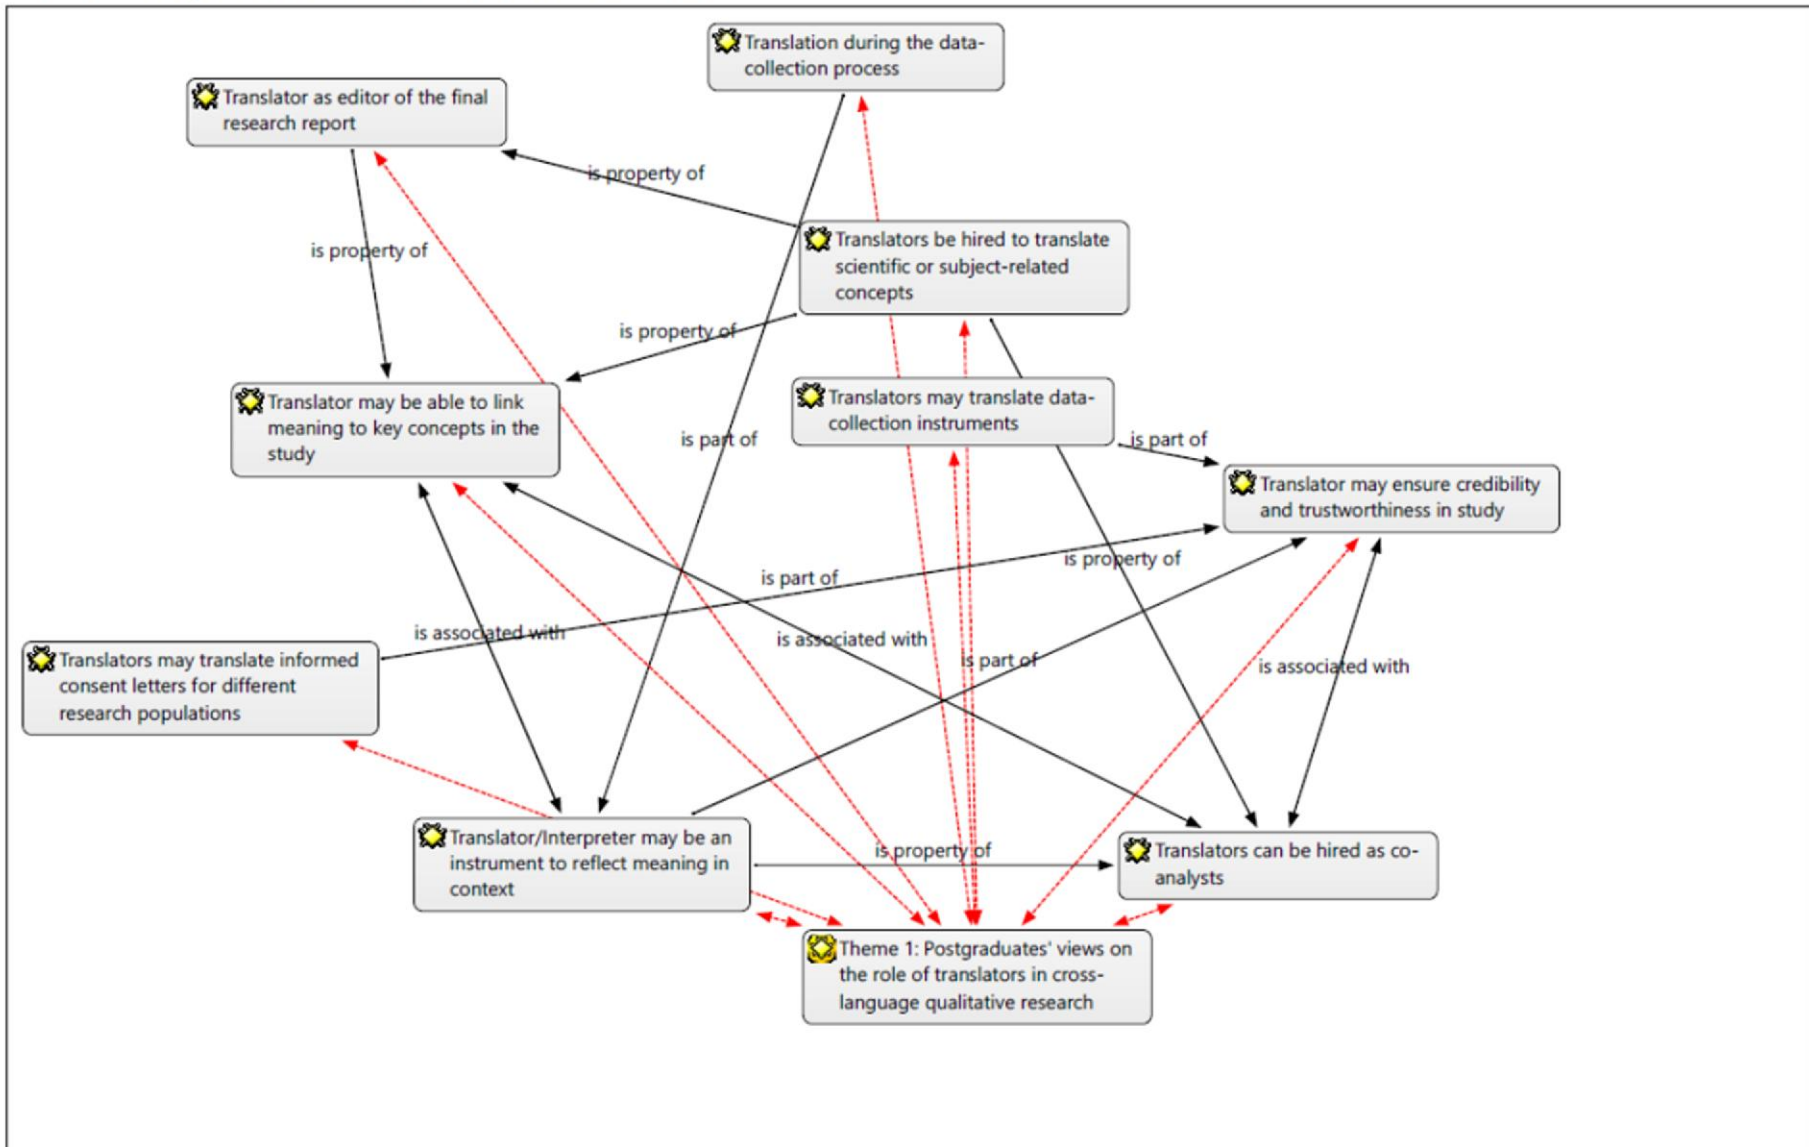 Translation during the data-
collection process
Translator as editor of the final
research report
is property of
Translators be hired to translate
scientific or subject-related
concepts
is property of
is property of
Translator may be able to link
meaning to key concepts in the
study
Translators may translate data-
collection instruments
is part of
is part of
Translator may ensure credibility
and trustworthiness in study
is property of
is part of
is associated with
is associated with
Translators may translate informed
consent letters for different
research populations
is part of
is associated with
Translator/Interpreter may be an
instrument to reflect meaning in
context
is property of
Translators can be hired as co-
analysts
Theme 1: Postgraduates' views on
the role of translators in cross-
language qualitative research